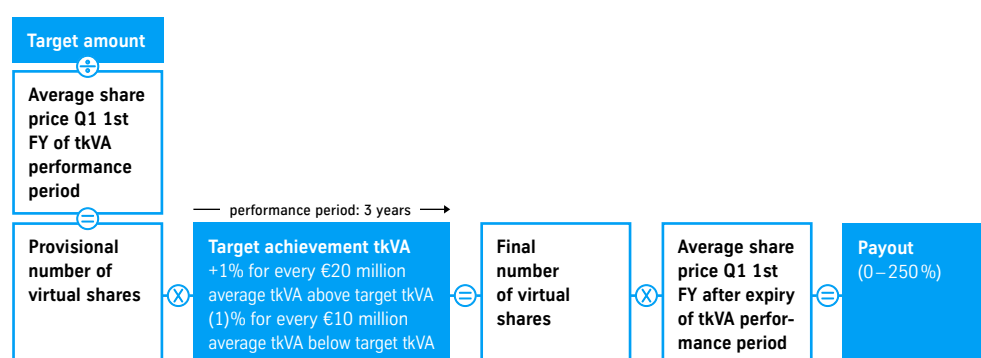 Target amount
÷
Average share
price Q1 1st
FY of tkVA
performance
period
=
performance period: 3 years
Provisional
number of
virtual shares
x
Target achievement tkVA
+1% for every €20 million
average tkVA above target tkVA
(1)% for every €10 million
average tkVA below target tkVA
=
Final
number
of virtual
shares
x
Average share
price Q1 1st
FY after expiry
of tkVA perfor-
mance period
=
Payout
(0–250%)